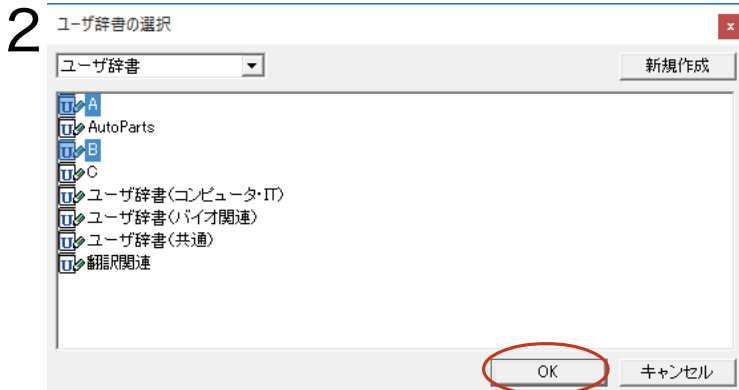 2
ユーザ辞書の選択
x
ユーザ辞書
新規作成
A
AutoParts
B
C
ユーザ辞書(コンピュータ・IT)
ユーザ辞書(バイオ関連)
ユーザ辞書(共通)
翻訳関連
OK
キャンセル